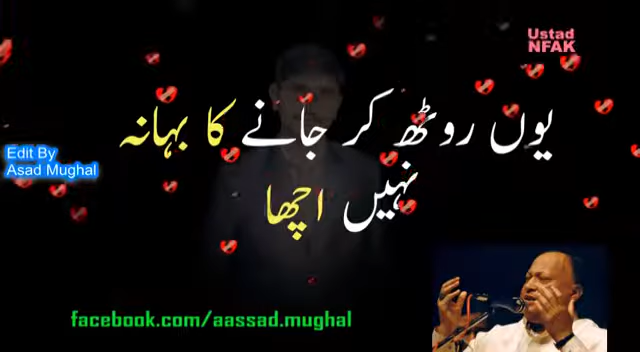 Ustad
NFAK
یوں روٹھ کر جانے کا بہانہ
نہیں اچھا
Edit By
Asad Mughal
facebook.com/aassad.mughal